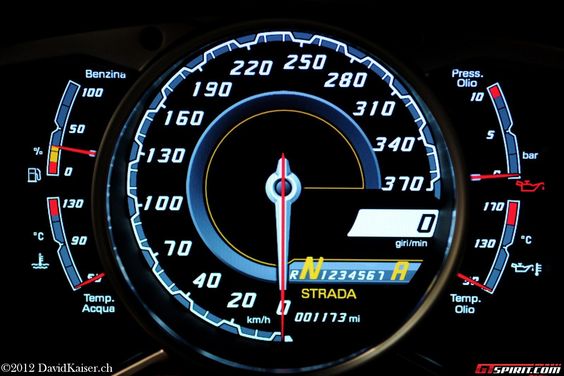 Benzina
100
50
%
0
130
°C
90
50
Temp.
Acqua
0
20
40
70
100
130
160
190
220
250
280
310
340
370
km/h
0
giri/min
R N 1234567 A
STRADA
001173 mi
Press.
Olio
10
5
bar
0
170
°C
130
Temp.
Olio
©2012 DavidKaiser.ch
GTSPIRIT.COM